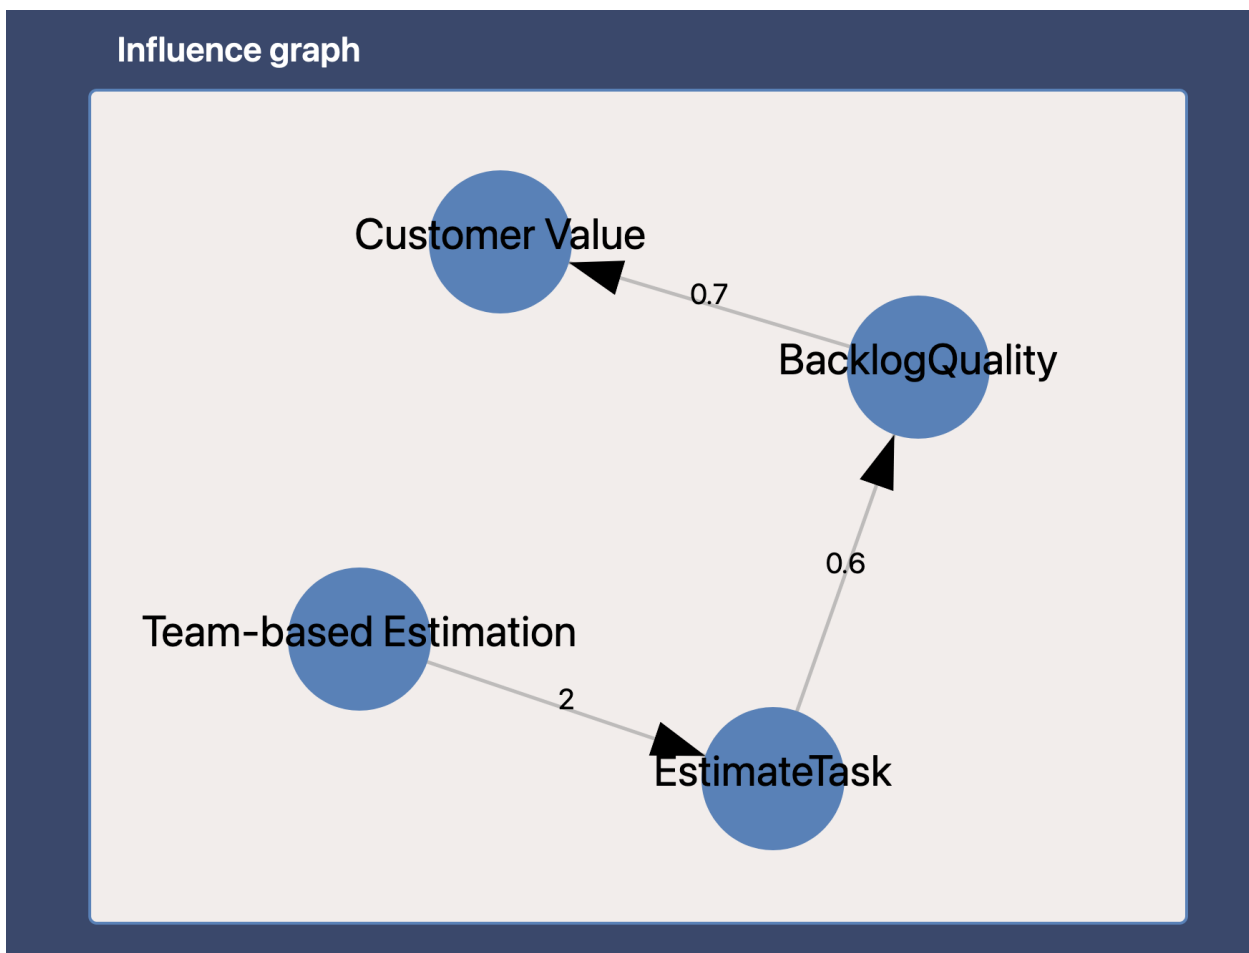 Influence graph
Customer Value
0.7
BacklogQuality
0.6
Team-based Estimation
2
EstimateTask